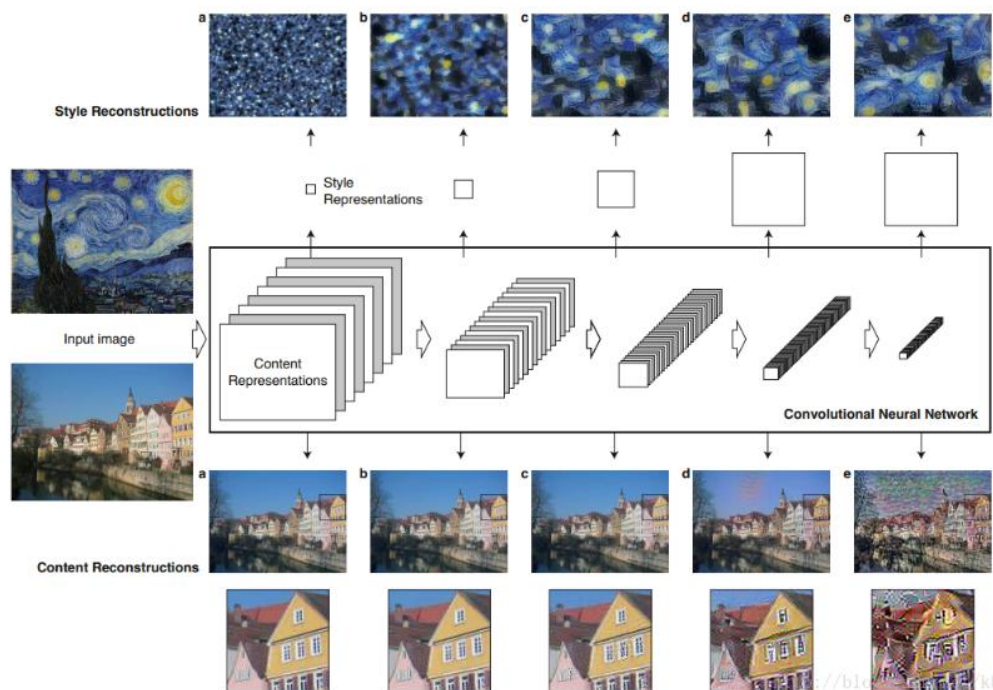 a b c d e
Style Reconstructions
Style
Representations
Input image
Content
Representations
Convolutional Neural Network
a b c d e
Content Reconstructions